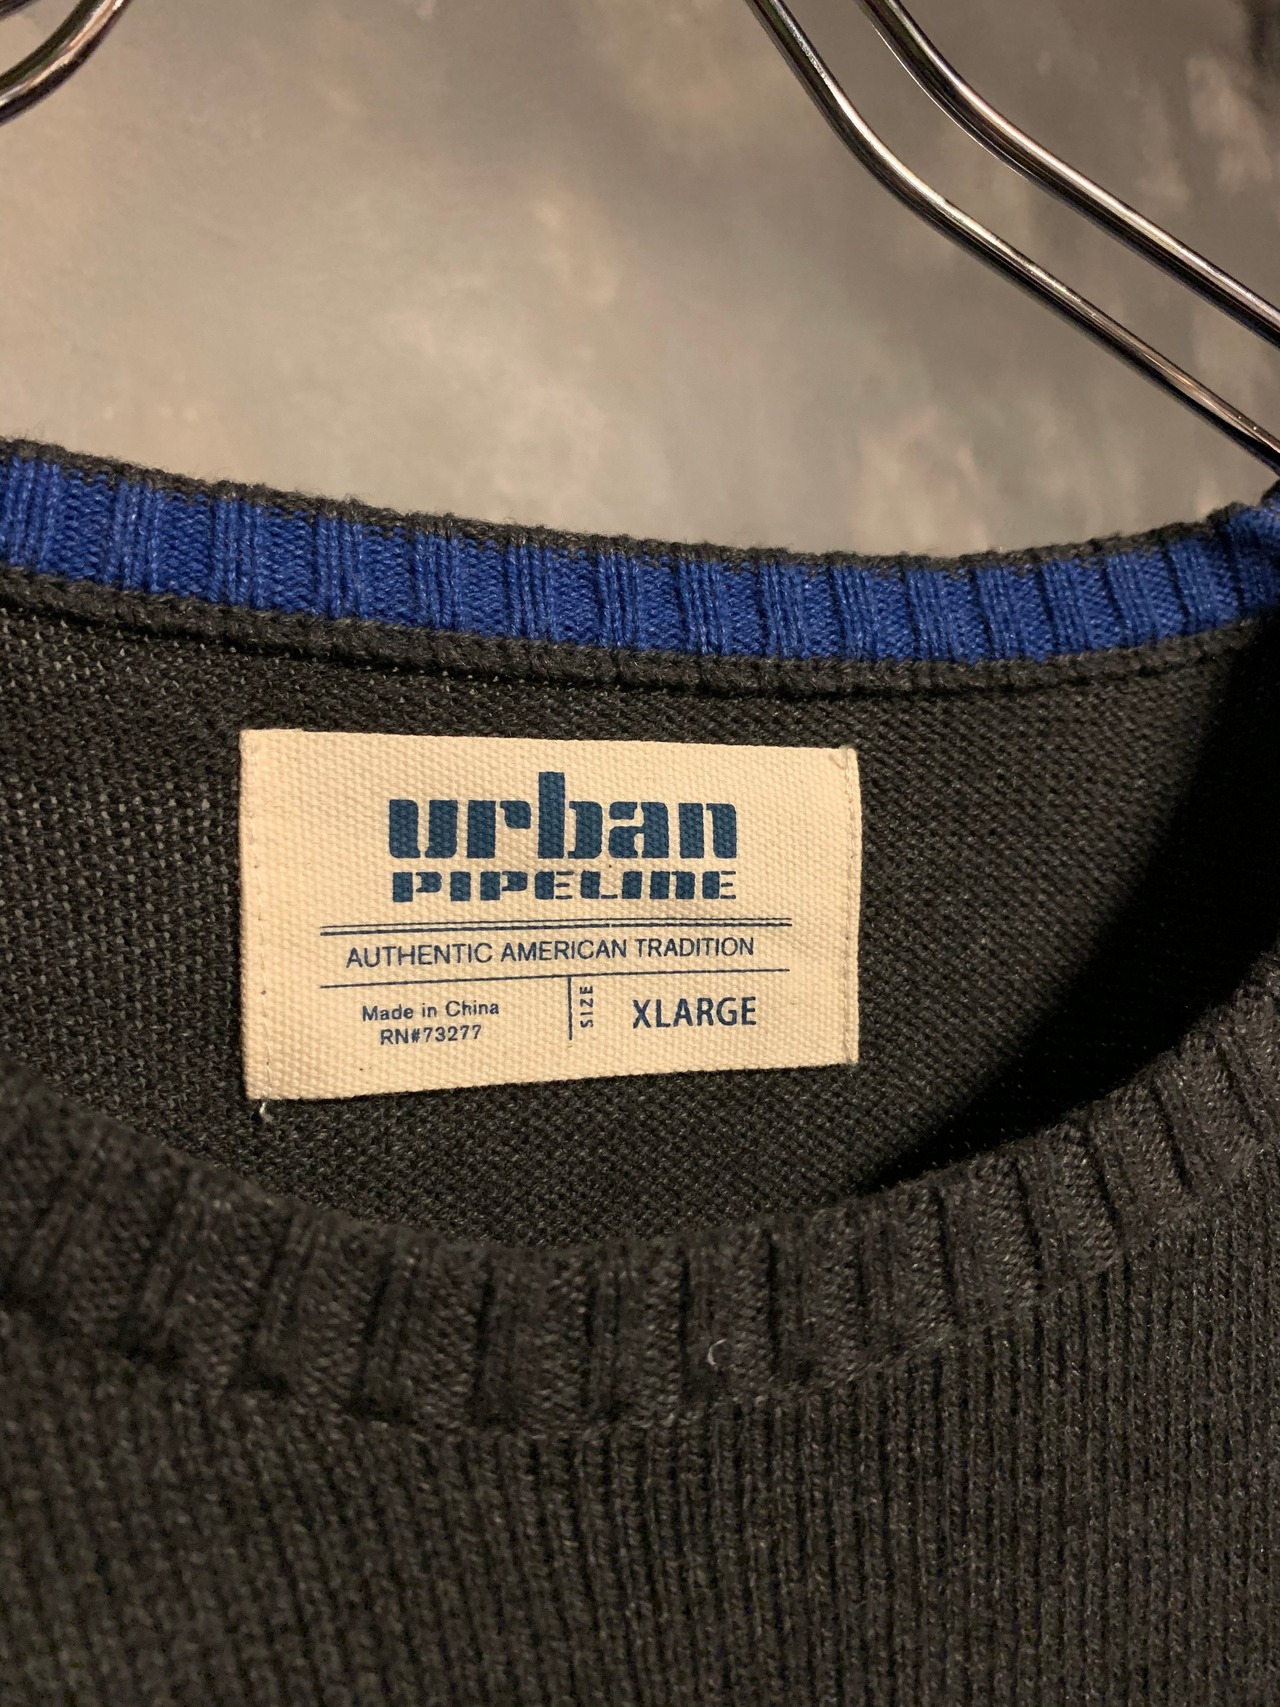 urban
PIPELINE
AUTHENTIC AMERICAN TRADITION
Made in China
RN#73277
SIZE
XLARGE